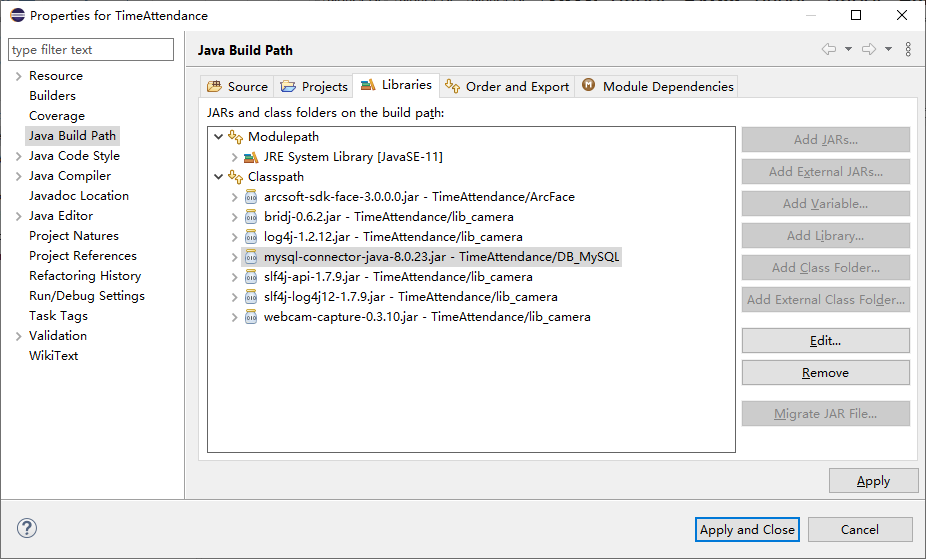 Properties for TimeAttendance
type filter text
Java Build Path
Resource
Builders
Coverage
Java Build Path
Java Code Style
Java Compiler
Javadoc Location
Java Editor
Project Natures
Project References
Refactoring History
Run/Debug Settings
Task Tags
Validation
WikiText
Source
Projects
Libraries
Order and Export
Module Dependencies
JARs and class folders on the build path:
Modulepath
JRE System Library [JavaSE-11]
Classpath
arcsoft-sdk-face-3.0.0.0.jar - TimeAttendance/ArcFace
bridj-0.6.2.jar - TimeAttendance/lib_camera
log4j-1.2.12.jar - TimeAttendance/lib_camera
mysql-connector-java-8.0.23.jar - TimeAttendance/DB_MySQL
slf4j-api-1.7.9.jar - TimeAttendance/lib_camera
slf4j-log4j12-1.7.9.jar - TimeAttendance/lib_camera
webcam-capture-0.3.10.jar - TimeAttendance/lib_camera
Add JARs...
Add External JARs...
Add Variable...
Add Library...
Add Class Folder...
Add External Class Folder...
Edit...
Remove
Migrate JAR File...
Apply
Apply and Close
Cancel